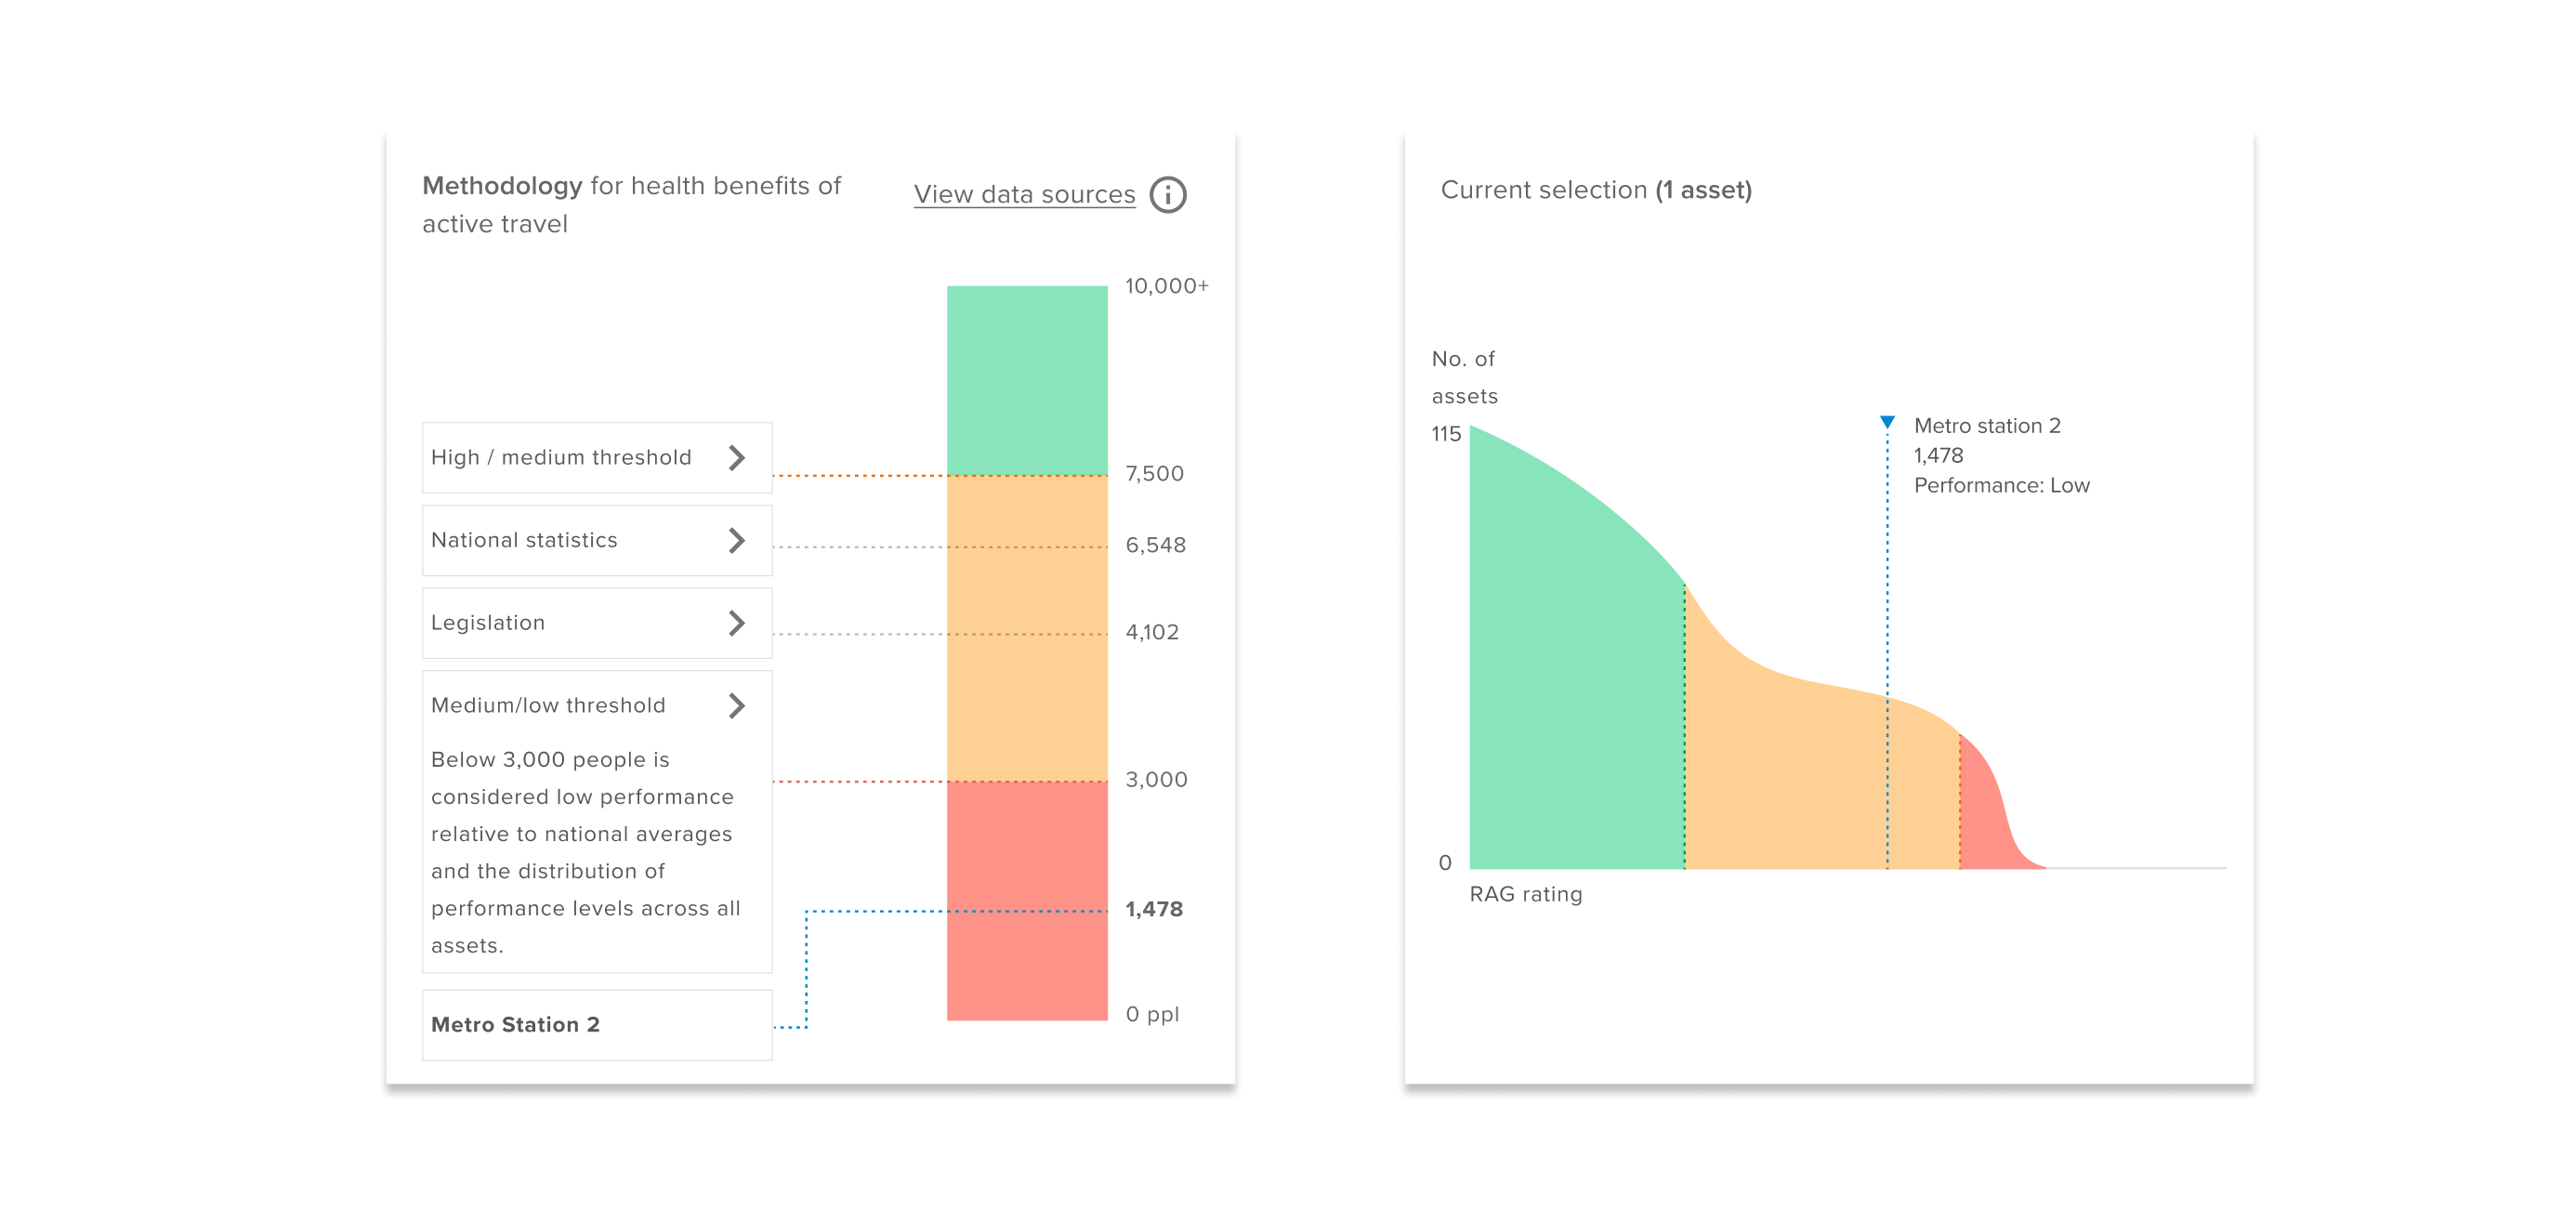 Methodology for health benefits of
active travel
View data sources
10,000+
High / medium threshold
7,500
National statistics
6,548
Legislation
4,102
Medium/low threshold
Below 3,000 people is
considered low performance
relative to national averages
and the distribution of
performance levels across all
assets.
3,000
1,478
Metro Station 2
0 ppl
Current selection (1 asset)
No. of
assets
115
Metro station 2
1,478
Performance: Low
0
RAG rating